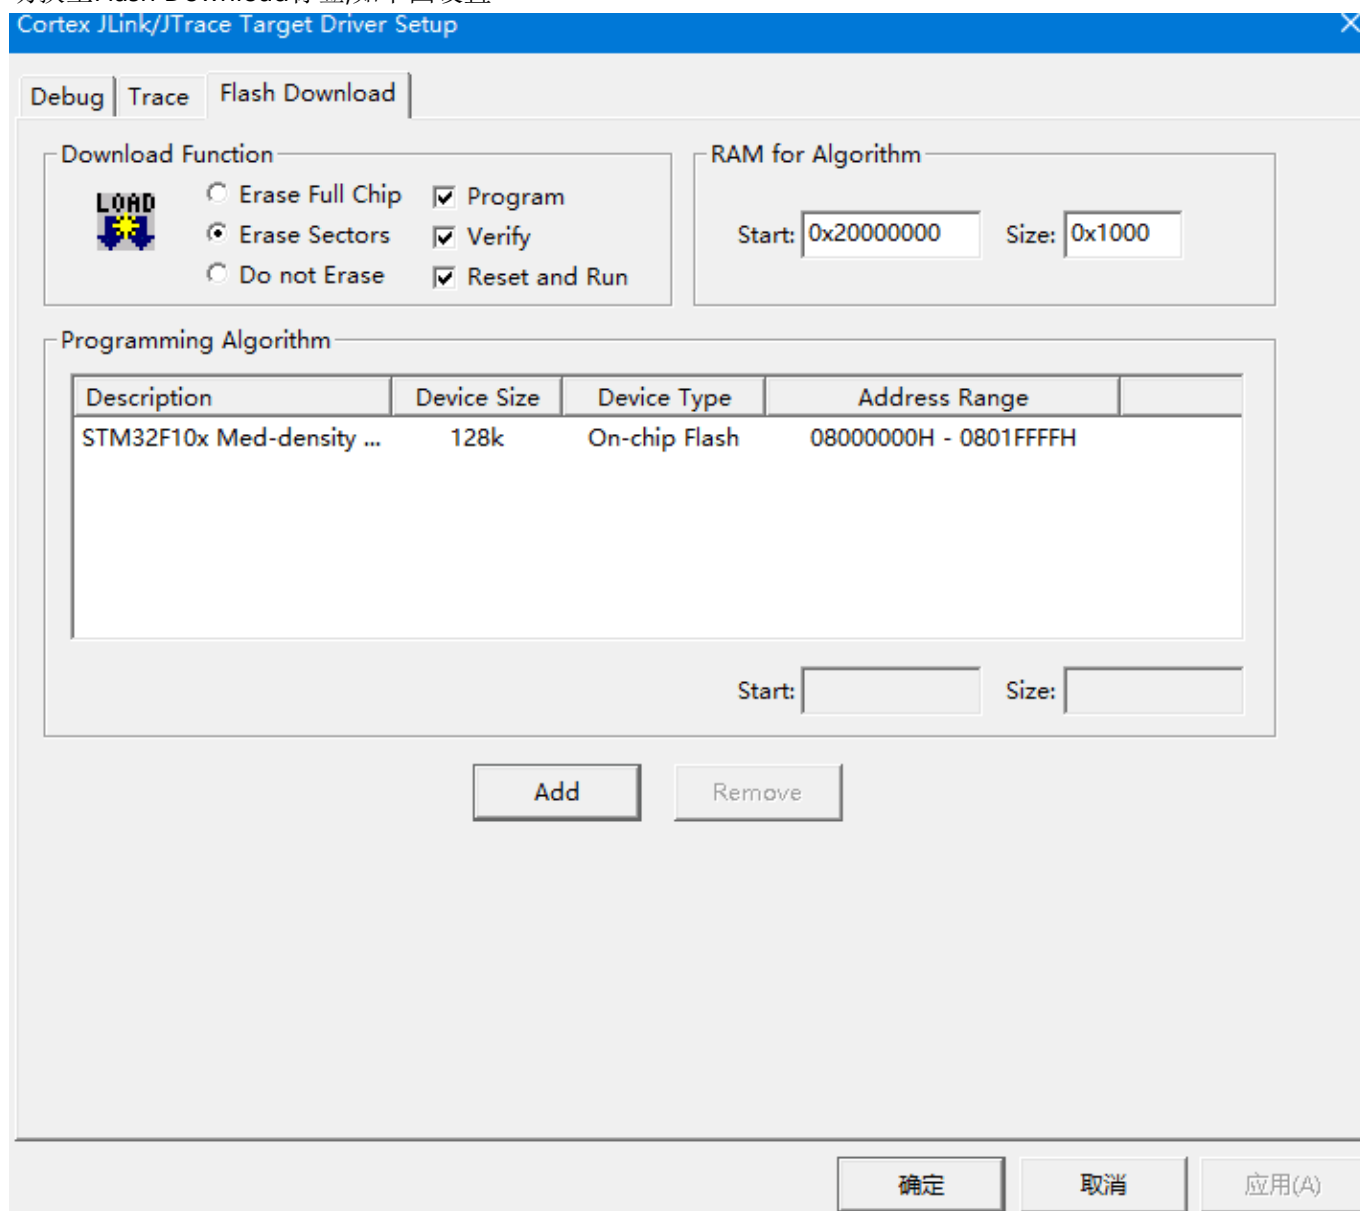 Flash Download
Cortex JLink/JTrace Target Driver Setup
Debug Trace Flash Download
Download Function
LOAD
Erase Full Chip Program
Erase Sectors Verify
Do not Erase Reset and Run
RAM for Algorithm
Start: 0x20000000 Size: 0x1000
Programming Algorithm
Description Device Size Device Type Address Range
STM32F10x Med-density ... 128k On-chip Flash 08000000H - 0801FFFFH
Start: Size:
Add Remove
确定 取消 应用(A)